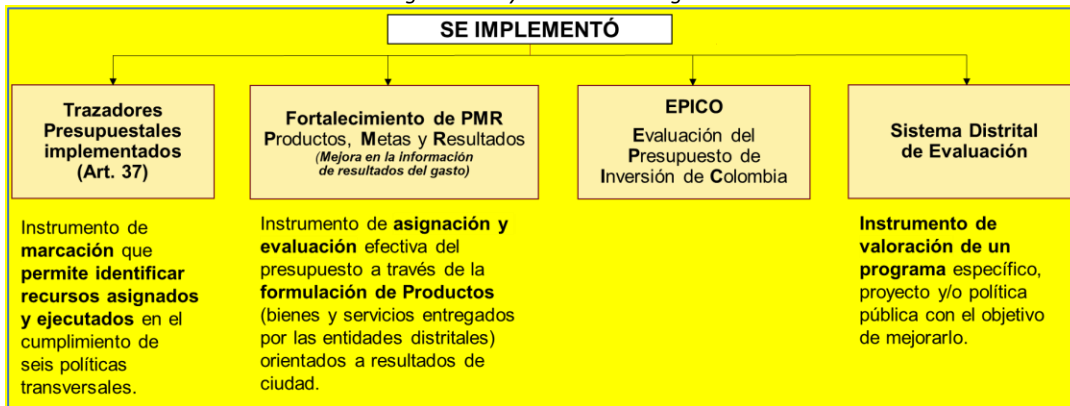 SE IMPLEMENTÓ
Trazadores
Presupuestales
implementados
(Art. 37)
Fortalecimiento de PMR
Productos, Metas y Resultados
(Mejora en la información
de resultados del gasto)
EPICO
Evaluación del
Presupuesto de
Inversión de Colombia
Sistema Distrital
de Evaluación
Instrumento de
marcación que
permite identificar
recursos asignados
y ejecutados en el
cumplimiento de
seis políticas
transversales.
Instrumento de asignación y
evaluación efectiva del
presupuesto a través de la
formulación de Productos
(bienes y servicios entregados
por las entidades distritales)
orientados a resultados de
ciudad.
Instrumento de
valoración de un
programa específico,
proyecto y/o política
pública con el objetivo
de mejorarlo.